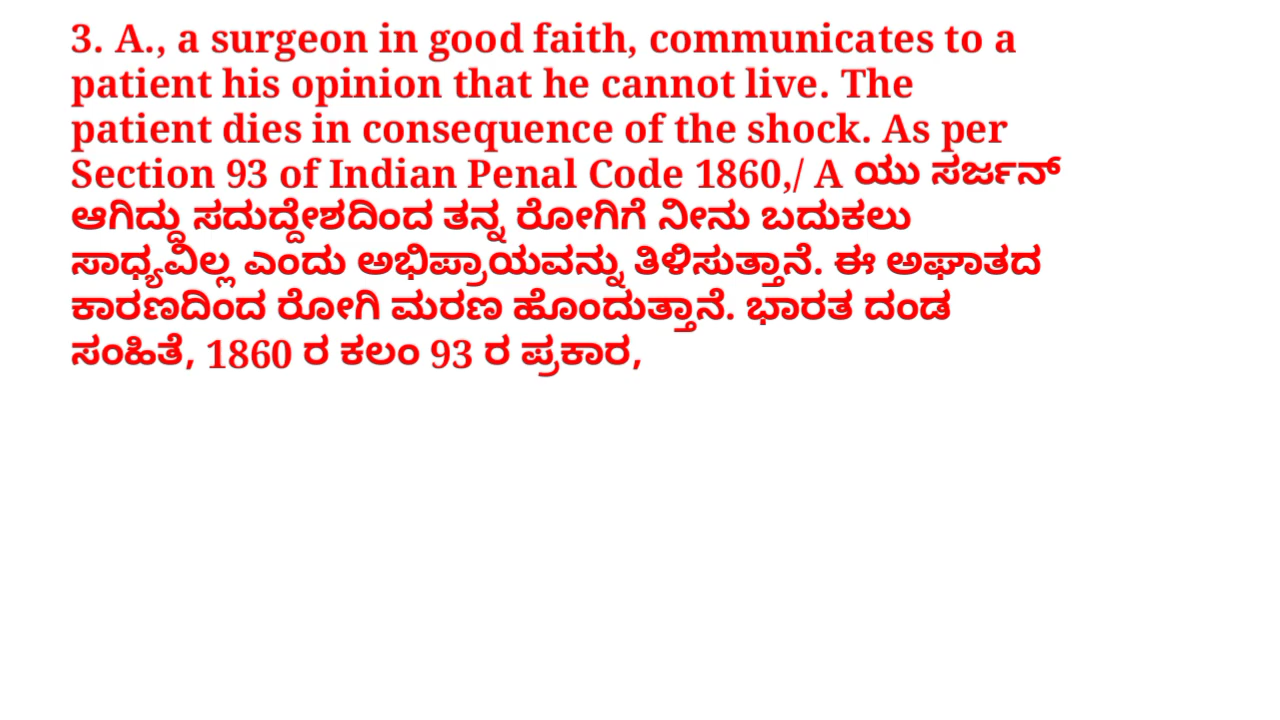 3. A., a surgeon in good faith, communicates to a
patient his opinion that he cannot live. The
patient dies in consequence of the shock. As per
Section 93 of Indian Penal Code 1860,/ A ಯು ಸರ್ಜನ್
ಆಗಿದ್ದು ಸದುದ್ದೇಶದಿಂದ ತನ್ನ ರೋಗಿಗೆ ನೀನು ಬದುಕಲು
ಸಾಧ್ಯವಿಲ್ಲ ಎಂದು ಅಭಿಪ್ರಾಯವನ್ನು ತಿಳಿಸುತ್ತಾನೆ. ಈ ಅಘಾತದ
ಕಾರಣದಿಂದ ರೋಗಿ ಮರಣ ಹೊಂದುತ್ತಾನೆ. ಭಾರತ ದಂಡ
ಸಂಹಿತೆ, 1860 ರ ಕಲಂ 93 ರ ಪ್ರಕಾರ,